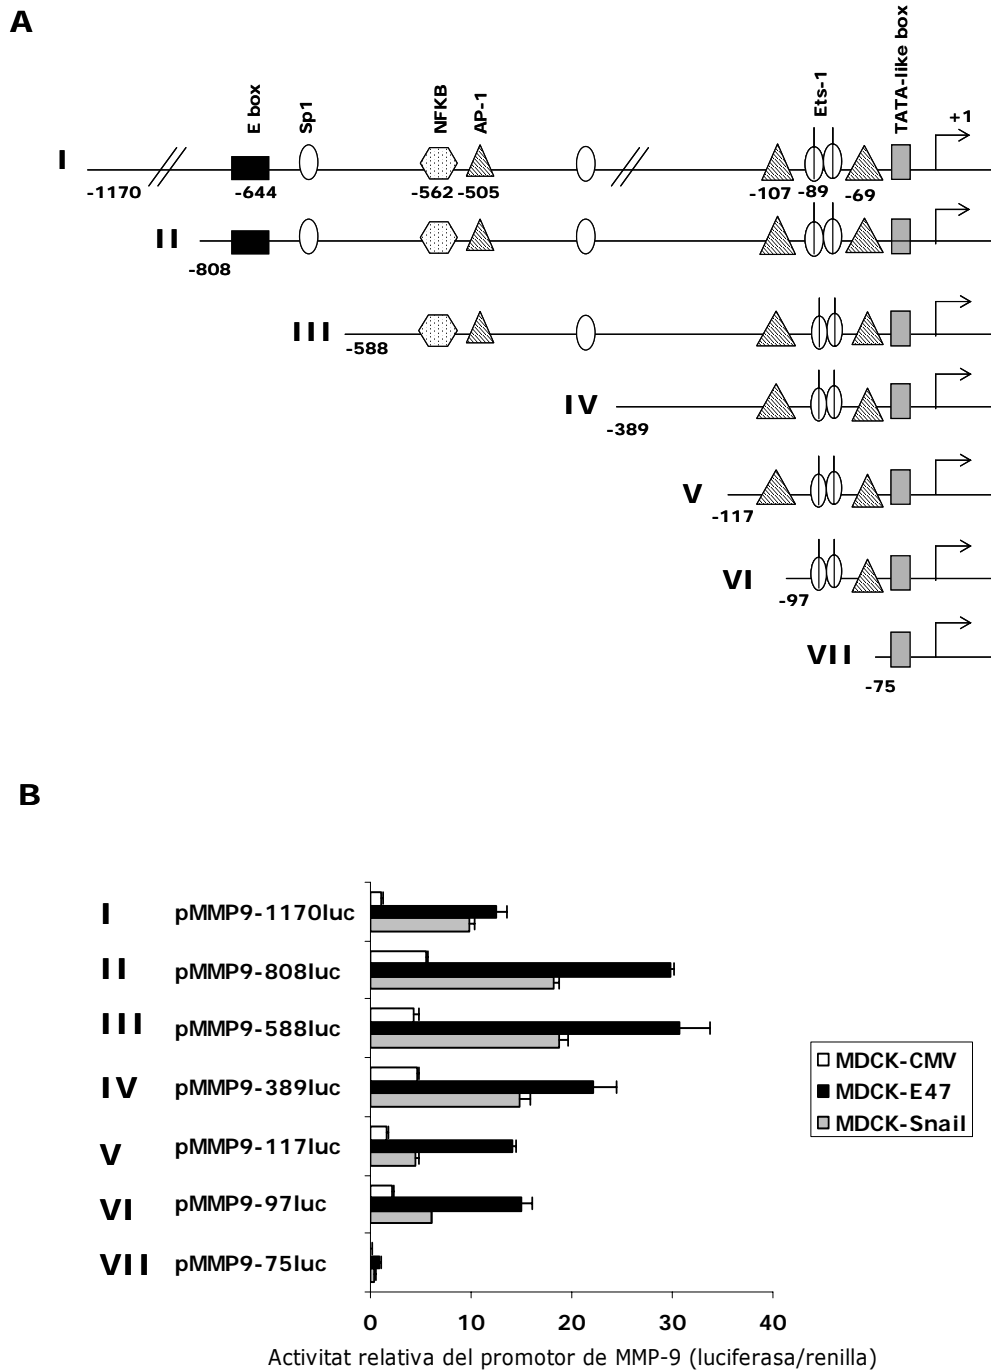 A
E box
Sp1
NFKB
AP-1
Ets-1
TATA-like box
+1
I
-1170
-644
-562
-505
-107
-89
-69
II
-808
III
-588
IV
-389
V
-117
VI
-97
VII
-75
B
I pMMP9-1170luc
II pMMP9-808luc
III pMMP9-588luc
IV pMMP9-389luc
V pMMP9-117luc
VI pMMP9-97luc
VII pMMP9-75luc
MDCK-CMV
MDCK-E47
MDCK-Snail
0 10 20 30 40
Activitat relativa del promotor de MMP-9 (luciferasa/renilla)